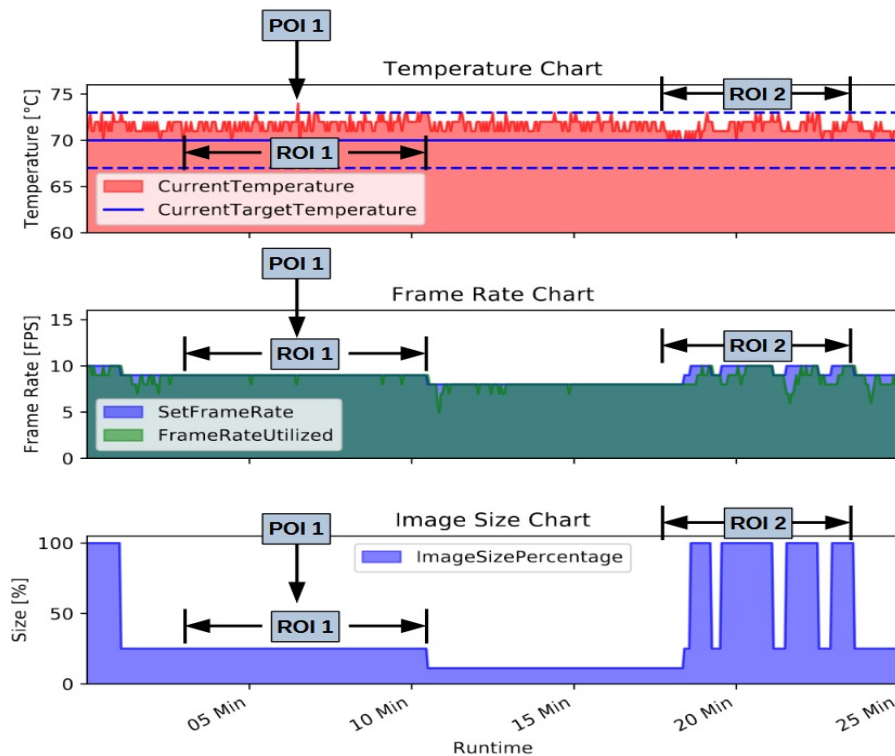 POI 1
Temperature Chart
ROI 2
75
70
65
60
Temperature [°C]
ROI 1
CurrentTemperature
CurrentTargetTemperature
POI 1
Frame Rate Chart
ROI 1
ROI 2
15
10
5
0
Frame Rate [FPS]
SetFrameRate
FrameRateUtilized
POI 1
Image Size Chart
ROI 2
ImageSizePercentage
100
50
0
Size [%]
ROI 1
05 Min
10 Min
15 Min
20 Min
25 Min
Runtime